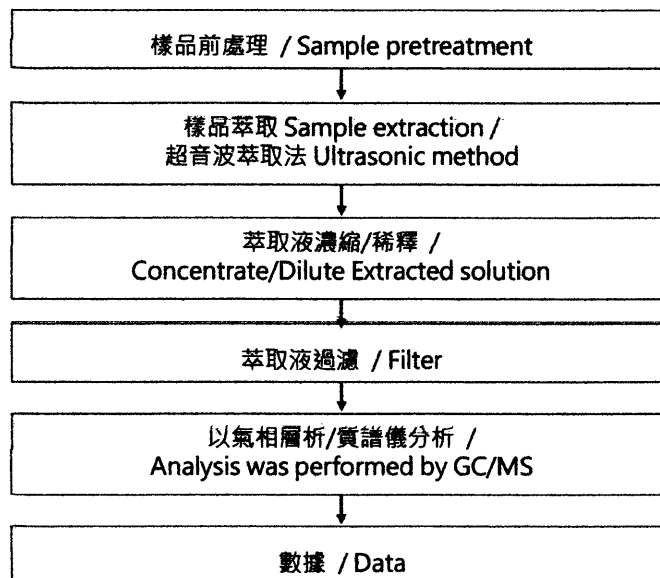 樣品前處理 / Sample pretreatment
樣品萃取 Sample extraction /
超音波萃取法 Ultrasonic method
萃取液濃縮/稀釋 /
Concentrate/Dilute Extracted solution
萃取液過濾 / Filter
以氣相層析/質譜儀分析 /
Analysis was performed by GC/MS
數據 / Data